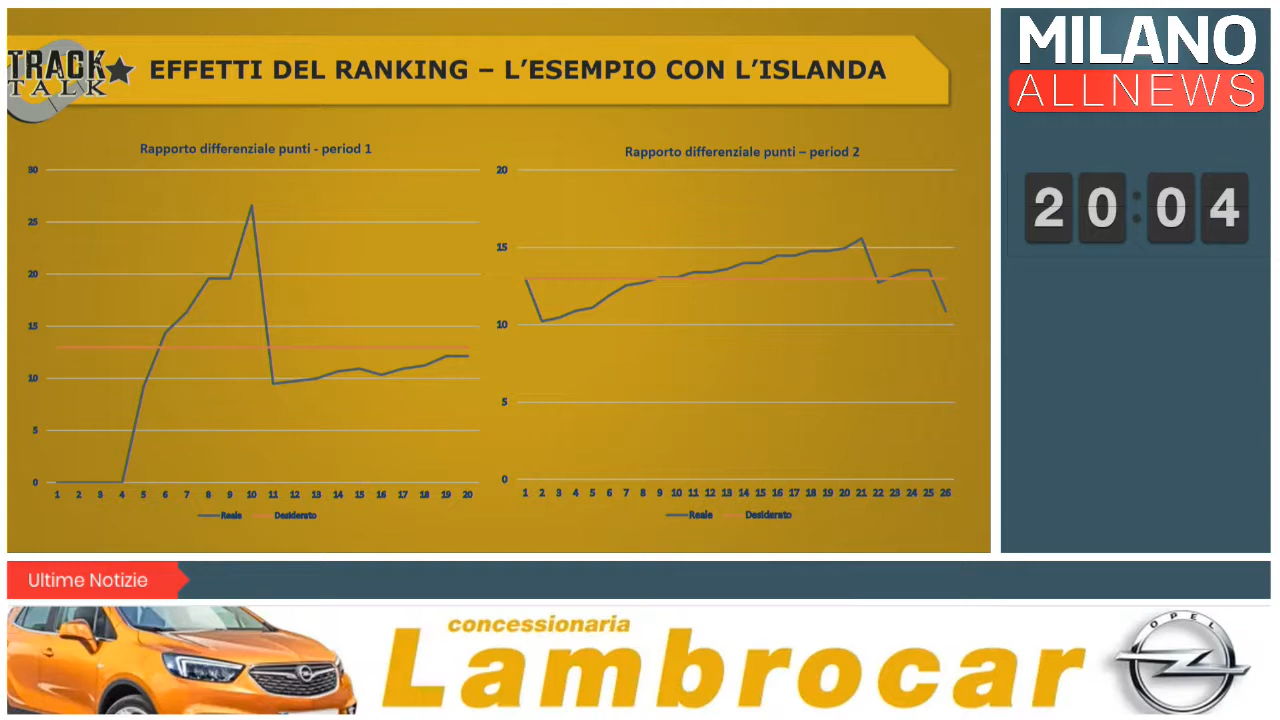 TRACK
TALK
EFFETTI DEL RANKING – L'ESEMPIO CON L'ISLANDA
MILANO
ALLNEWS
20:04
Rapporto differenziale punti - period 1
30
25
20
15
10
5
0
1 2 3 4 5 6 7 8 9 10 11 12 13 14 15 16 17 18 19 20
Reale Desiderato
Rapporto differenziale punti – period 2
20
15
10
5
0
1 2 3 4 5 6 7 8 9 10 11 12 13 14 15 16 17 18 19 20 21 22 23 24 25 26
Reale Desiderato
Ultime Notizie
concessionaria
Lambrocar
OPEL